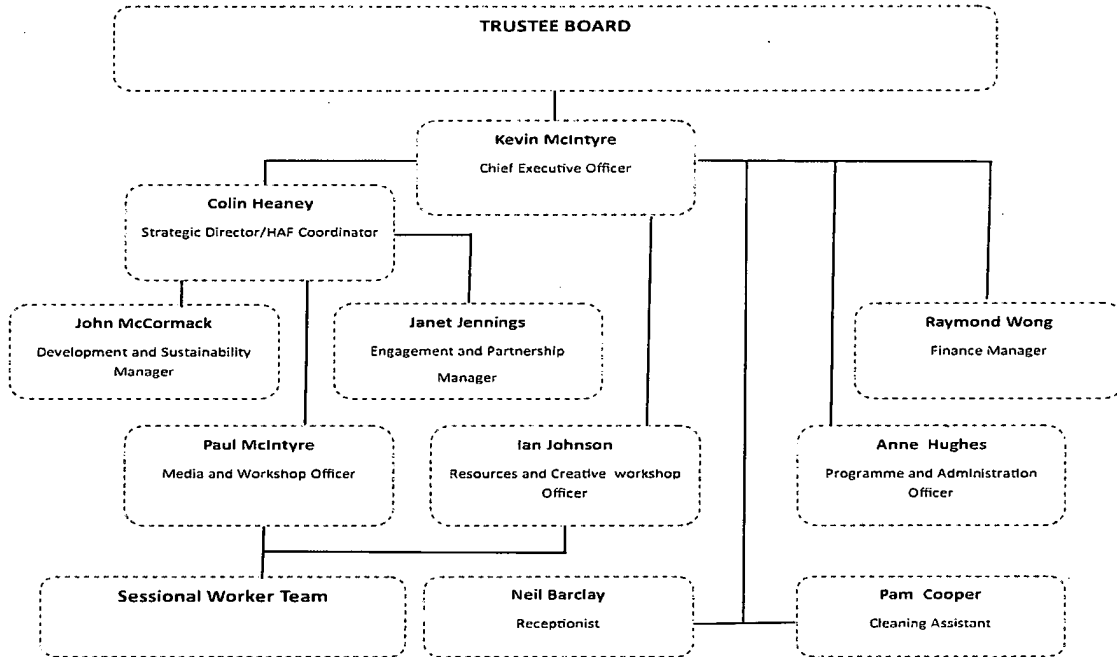 TRUSTEE BOARD
Kevin McIntyre
Chief Executive Officer
Colin Heaney
Strategic Director/HAF Coordinator
John McCormack
Development and Sustainability
Manager
Janet Jennings
Engagement and Partnership
Manager
Raymond Wong
Finance Manager
Paul McIntyre
Media and Workshop Officer
Ian Johnson
Resources and Creative workshop
Officer
Anne Hughes
Programme and Administration
Officer
Sessional Worker Team
Neil Barclay
Receptionist
Pam Cooper
Cleaning Assistant